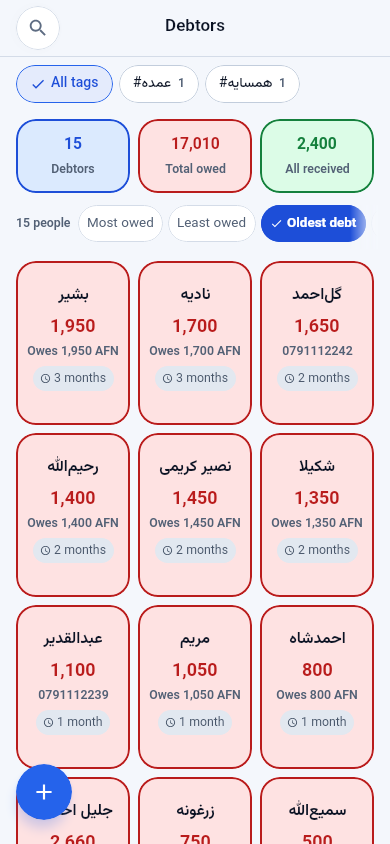 Debtors
All tags
#عمده 1
#همسایه 1
15
Debtors
17,010
Total owed
2,400
All received
15 people
Most owed
Least owed
Oldest debt
بشیر
1,950
Owes 1,950 AFN
3 months
نادیه
1,700
Owes 1,700 AFN
3 months
گل‌احمد
1,650
0791112242
2 months
رحیم‌الله
1,400
Owes 1,400 AFN
2 months
نصیر کریمی
1,450
Owes 1,450 AFN
2 months
شکیلا
1,350
Owes 1,350 AFN
2 months
عبدالقدیر
1,100
0791112239
1 month
مریم
1,050
Owes 1,050 AFN
1 month
احمدشاه
800
Owes 800 AFN
1 month
جلیل
2,660
زرغونه
750
سمیع‌الله
500